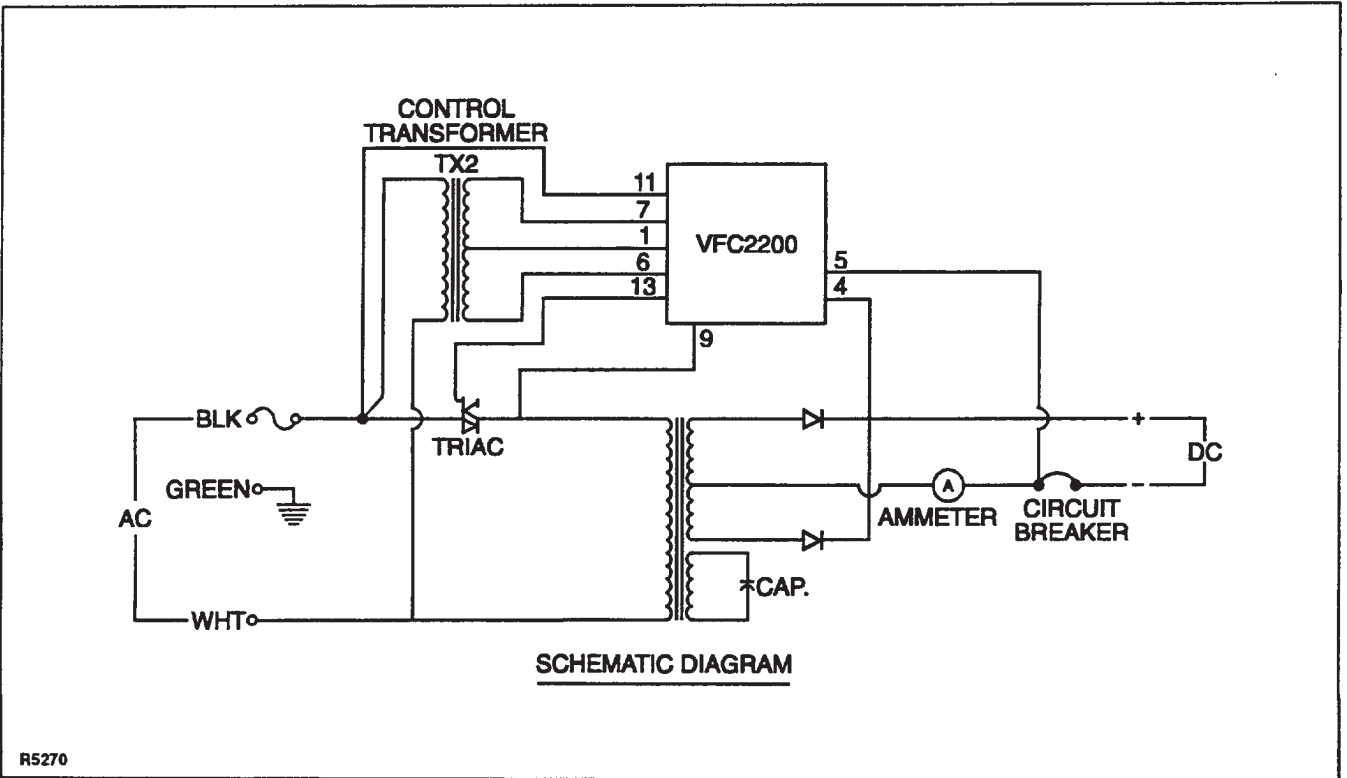 CONTROL
TRANSFORMER
TX2
11
7
1
6
13
VFC2200
5
4
9
BLK
TRIAC
+
DC
GREEN
A
-
AC
AMMETER
CIRCUIT
BREAKER
CAP.
WHT
SCHEMATIC DIAGRAM
R5270